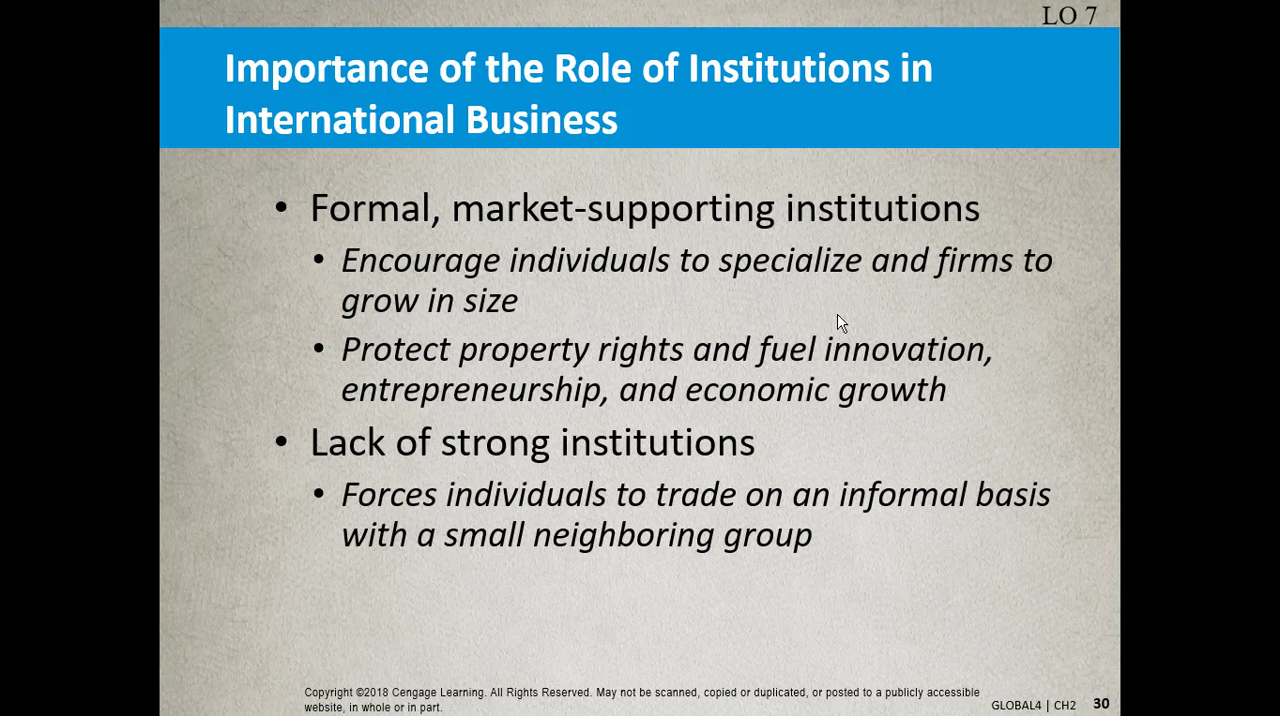 LO 7
Importance of the Role of Institutions in
International Business
• Formal, market-supporting institutions
• Encourage individuals to specialize and firms to
grow in size
• Protect property rights and fuel innovation,
entrepreneurship, and economic growth
• Lack of strong institutions
• Forces individuals to trade on an informal basis
with a small neighboring group
Copyright ©2018 Cengage Learning. All Rights Reserved. May not be scanned, copied or duplicated, or posted to a publicly accessible
website, in whole or in part.
GLOBAL4 | CH2 30